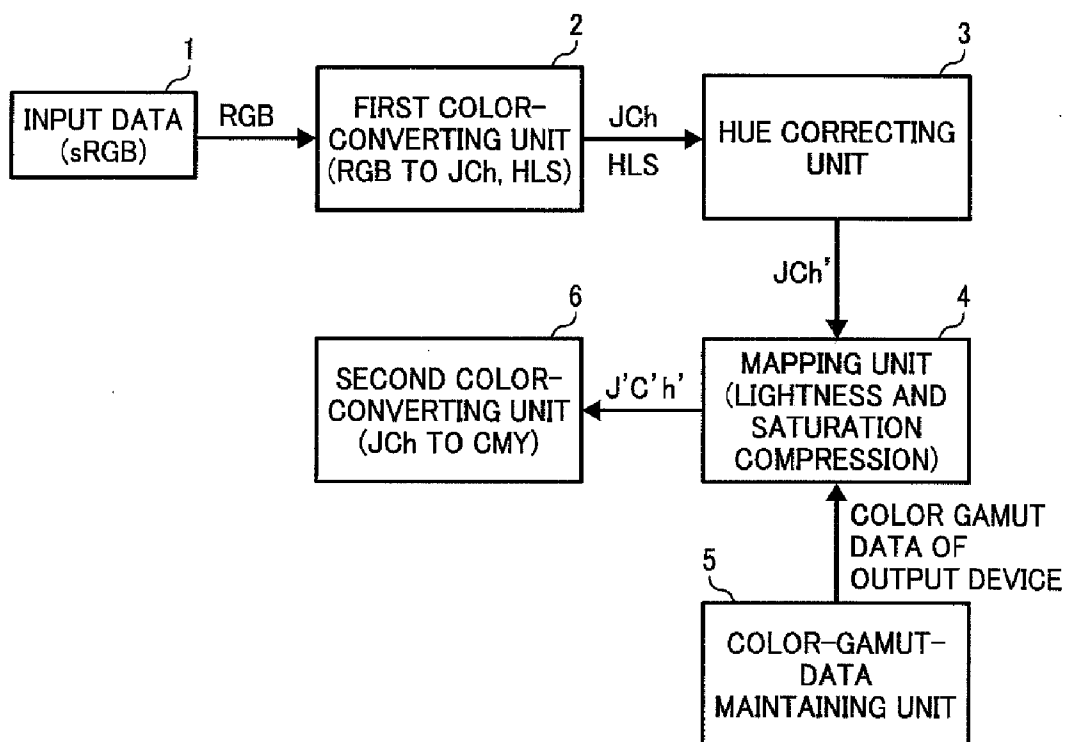 1
INPUT DATA
(sRGB)
RGB
2
FIRST COLOR-
CONVERTING UNIT
(RGB TO JCh, HLS)
JCh
HLS
3
HUE CORRECTING
UNIT
JCh'
4
MAPPING UNIT
(LIGHTNESS AND
SATURATION
COMPRESSION)
J'C'h'
6
SECOND COLOR-
CONVERTING UNIT
(JCh TO CMY)
COLOR GAMUT
DATA OF
OUTPUT DEVICE
5
COLOR-GAMUT-
DATA
MAINTAINING UNIT